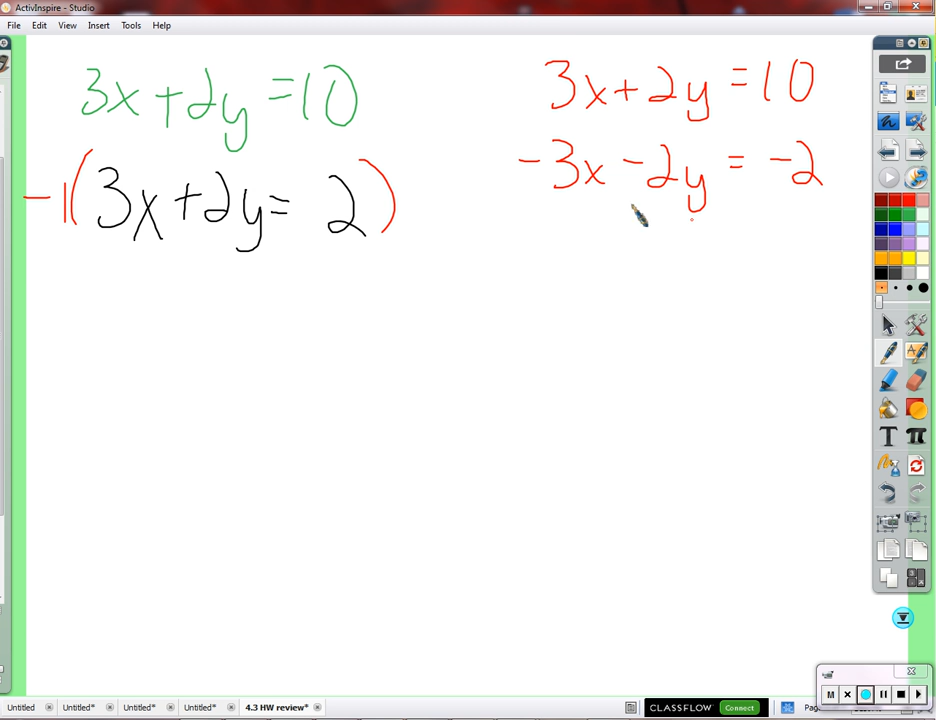 ActivInspire - Studio
File Edit View Insert Tools Help
3x+2y=10
-1(3x+2y= 2)
3x+2y=10
-3x-2y= -2
T π
Untitled Untitled* Untitled* Untitled* 4.3 HW review*
CLASSFLOW Connect
M